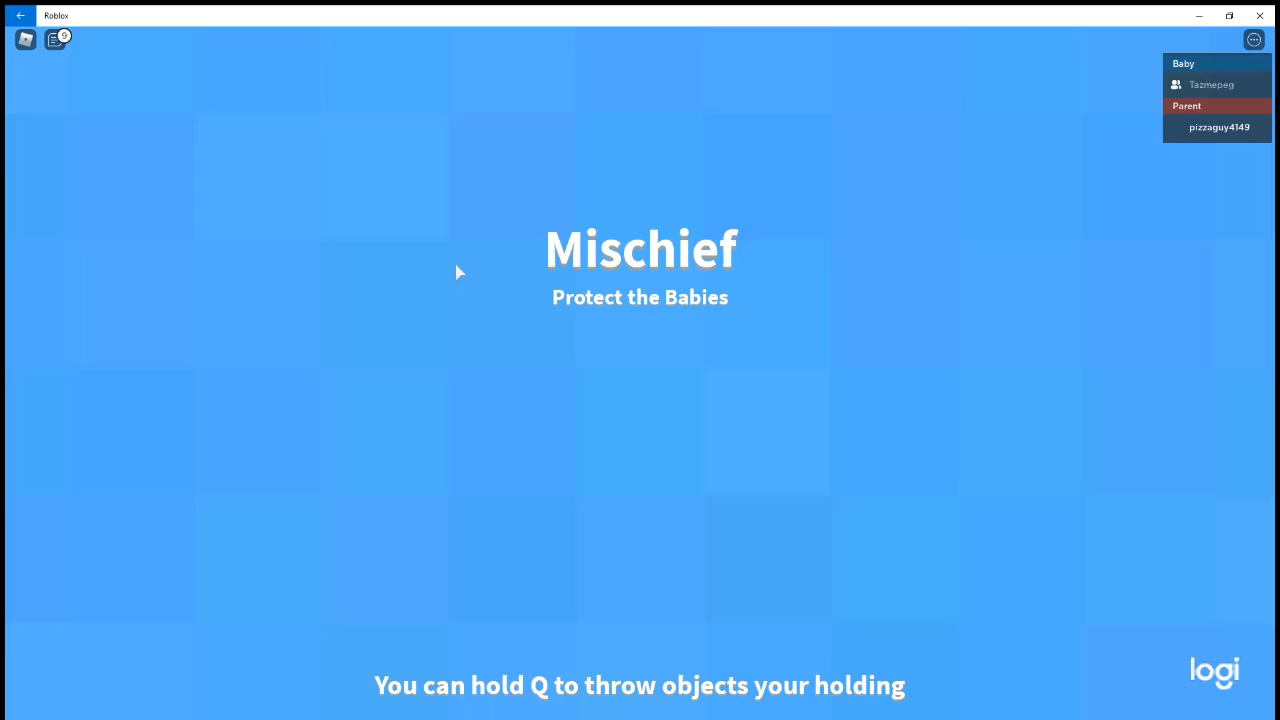 Roblox
9
Baby
Tazmepeg
Parent
pizzaguy4149
Mischief
Protect the Babies
logi
You can hold Q to throw objects your holding